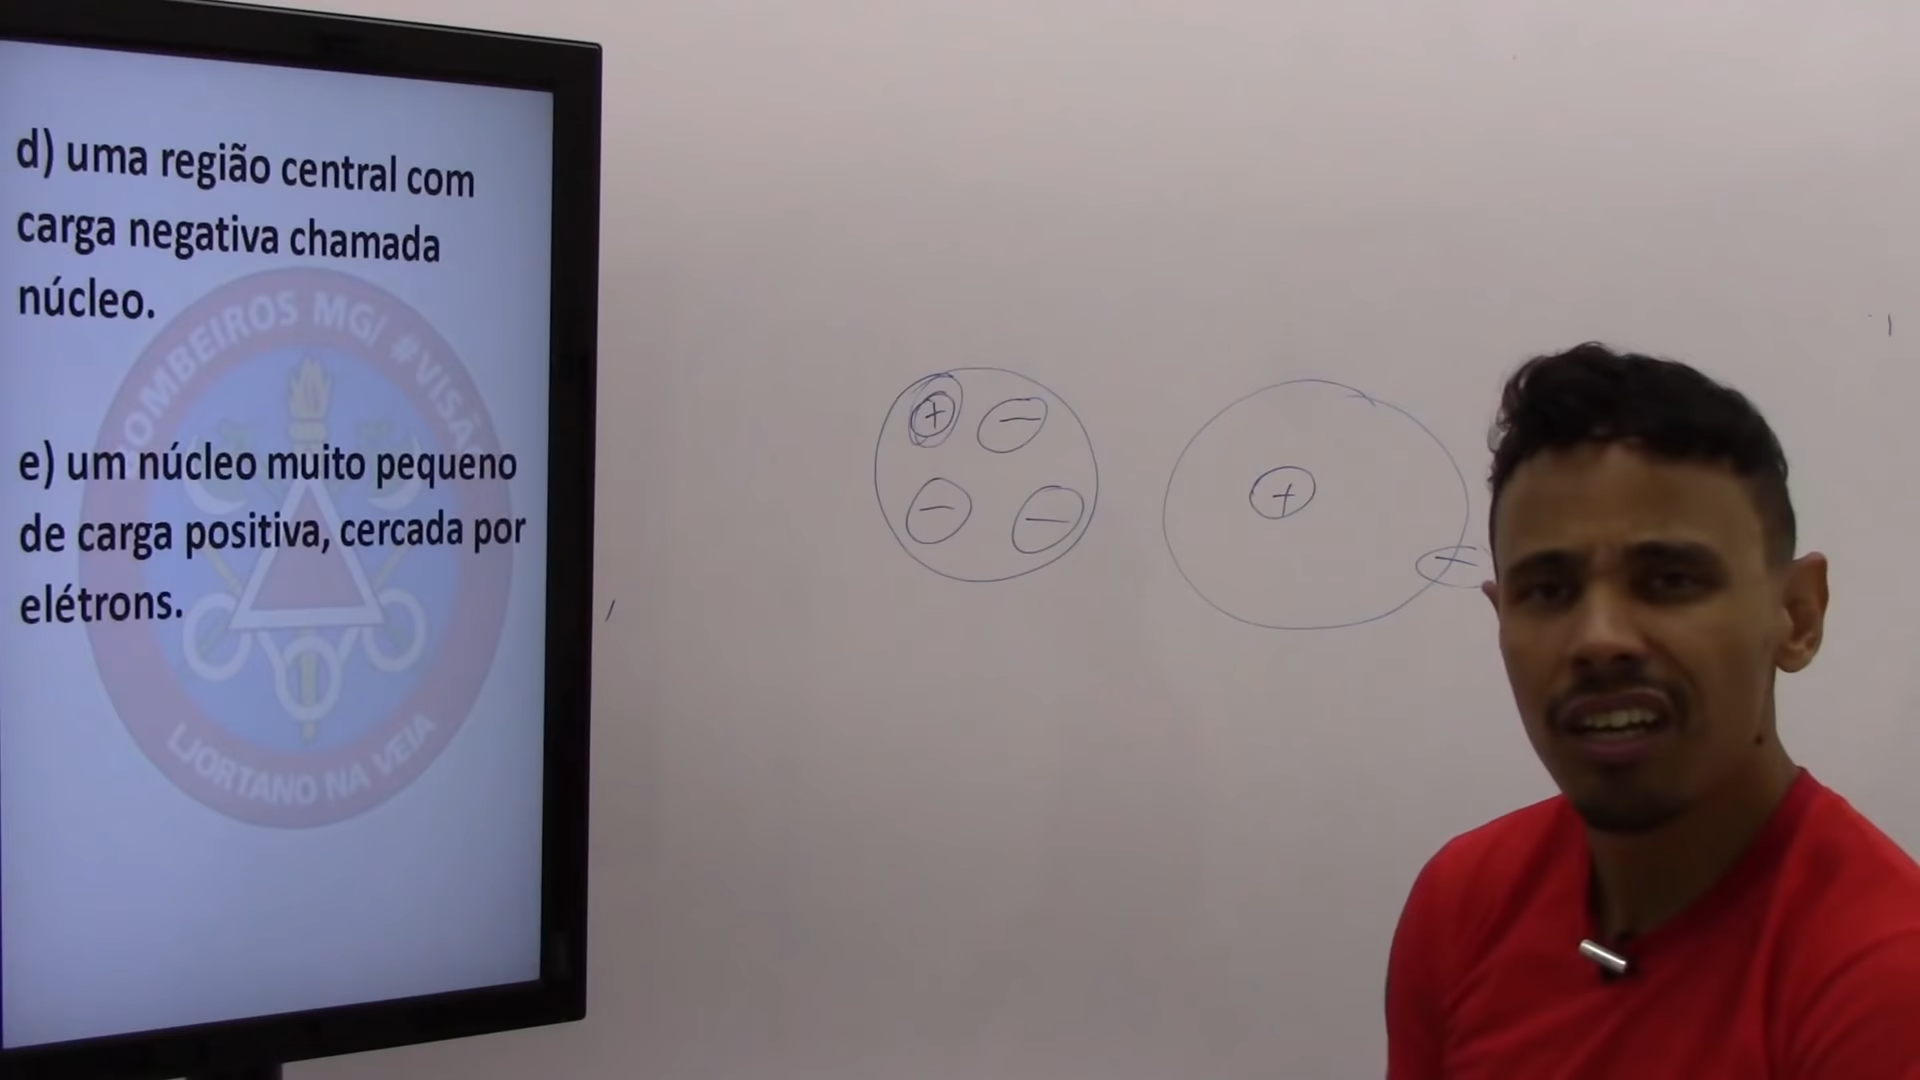 d) uma região central com
carga negativa chamada
núcleo.
BOMBEIROS MG/ #VISÃO
e) um núcleo muito pequeno
de carga positiva, cercada por
elétrons.
LJORTANO NA VEIA
+ −
− −
+
−